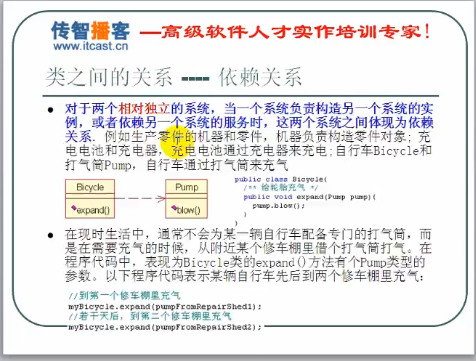 传智播客
www.itcast.cn
—高级软件人才实作培训专家!
类之间的关系 ---- 依赖关系
对于两个相对独立的系统，当一个系统负责构造另一个系统的实
例，或者依赖另一个系统的服务时，这两个系统之间体现为依赖
关系. 例如生产零件的机器和零件，机器负责构造零件对象; 充
电电池和充电器，充电电池通过充电器来充电;自行车Bicycle和
打气筒Pump，自行车通过打气筒来充气
Bicycle
expand()
Pump
blow()
public class Bicycle{
/** 给轮胎充气 */
public void expand(Pump pump){
pump.blow();
}
}
在现时生活中，通常不会为某一辆自行车配备专门的打气筒，而
是在需要充气的时候，从附近某个修车棚里借个打气筒打气。在
程序代码中，表现为Bicycle类的expand()方法有个Pump类型的
参数。以下程序代码表示某辆自行车先后到两个修车棚里充气：
//到第一个修车棚里充气
myBicycle.expand(pumpFromRepairShed1);
//若干天后，到第二个修车棚里充气
myBicycle.expand(pumpFromRepairShed2);